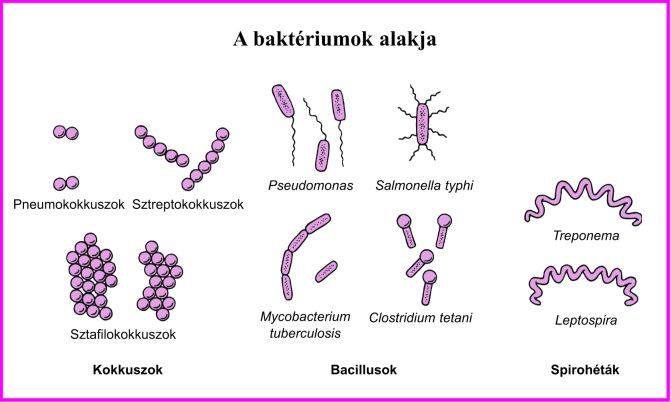 A baktériumok alakja
Pneumokokkuszok
Sztreptokokkuszok
Sztafilokokkuszok
Kokkuszok
Pseudomonas
Salmonella typhi
Mycobacterium
tuberculosis
Clostridium tetani
Bacillusok
Treponema
Leptospira
Spirohéták